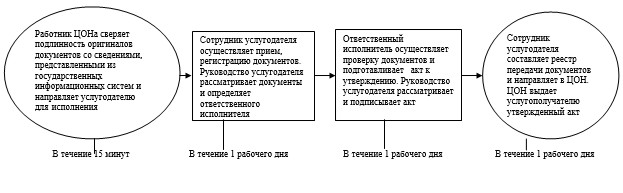 Работник ЦОНа сверяет
подлинность оригиналов
документов со сведениями,
представленными из
государственных
информационных систем и
направляет услугодателю
для исполнения
Сотрудник услугодателя
осуществляет прием,
регистрацию документов.
Руководство услугодателя
рассматривает документы
и определяет
ответственного
исполнителя
Ответственный
исполнитель осуществляет
проверку документов и
подготавливает акт к
утверждению. Руководство
услугодателя рассматривает
и подписывает акт
Сотрудник
услугодателя
составляет реестр
передачи документов
и направляет в ЦОН.
ЦОН выдает
услугополучателю
утвержденный акт
В течение 15 минут
В течение 1 рабочего дня
В течение 1 рабочего дня
В течение 1 рабочего дня